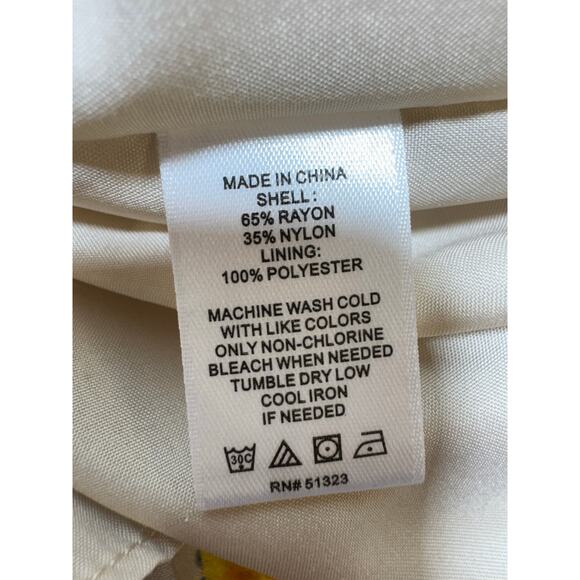 MADE IN CHINA
SHELL:
65% RAYON
35% NYLON
LINING:
100% POLYESTER
MACHINE WASH COLD
WITH LIKE COLORS
ONLY NON-CHLORINE
BLEACH WHEN NEEDED
TUMBLE DRY LOW
COOL IRON
IF NEEDED
30C
RN# 51323